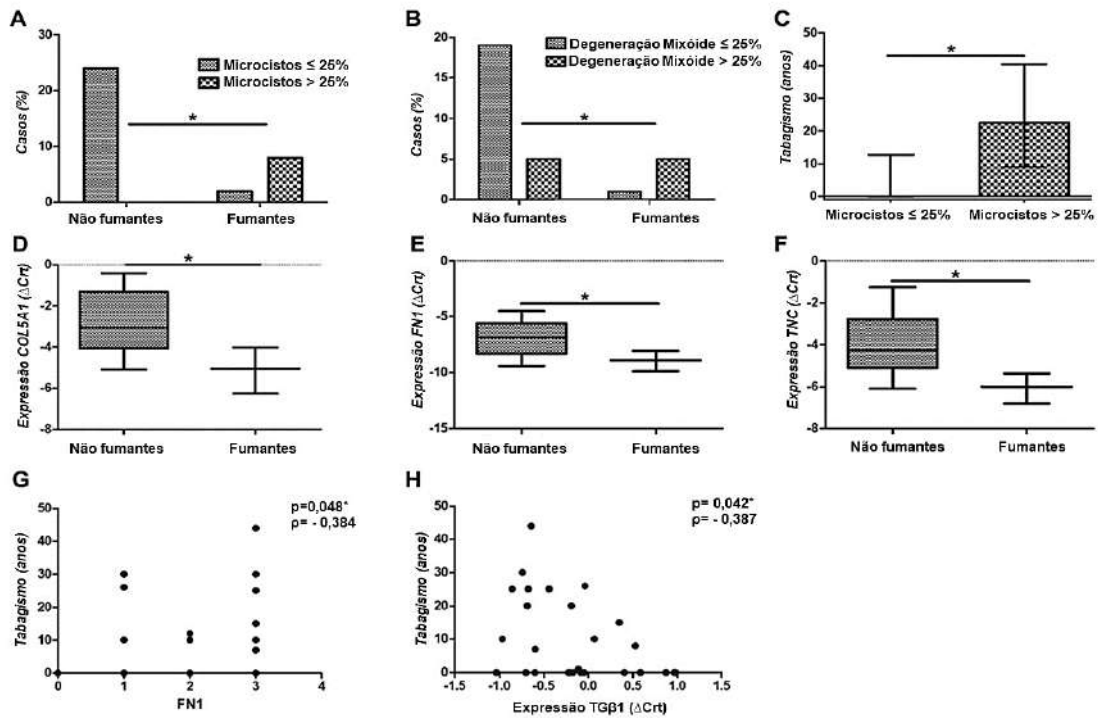 A
Casos (%)
30
20
10
0
Microcistos ≤ 25%
Microcistos > 25%
*
Não fumantes
Fumantes
B
Casos (%)
20
15
10
5
0
Degeneração Mixóide ≤ 25%
Degeneração Mixóide > 25%
*
Não fumantes
Fumantes
C
Tabagismo (anos)
50
40
30
20
10
0
*
Microcistos ≤ 25%
Microcistos > 25%
D
Expressão COL5A1 (ΔCrt)
0
-2
-4
-6
-8
*
Não fumantes
Fumantes
E
Expressão FN1 (ΔCrt)
0
-5
-10
-15
*
Não fumantes
Fumantes
F
Expressão TNC (ΔCrt)
0
-2
-4
-6
-8
*
Não fumantes
Fumantes
G
Tabagismo (anos)
50
40
30
20
10
0
p=0,048*
ρ= - 0,384
0
1
2
3
4
FN1
H
Tabagismo (anos)
50
40
30
20
10
0
p= 0,042*
ρ= - 0,387
-1.5
-1.0
-0.5
0.0
0.5
1.0
1.5
Expressão TGβ1 (ΔCrt)